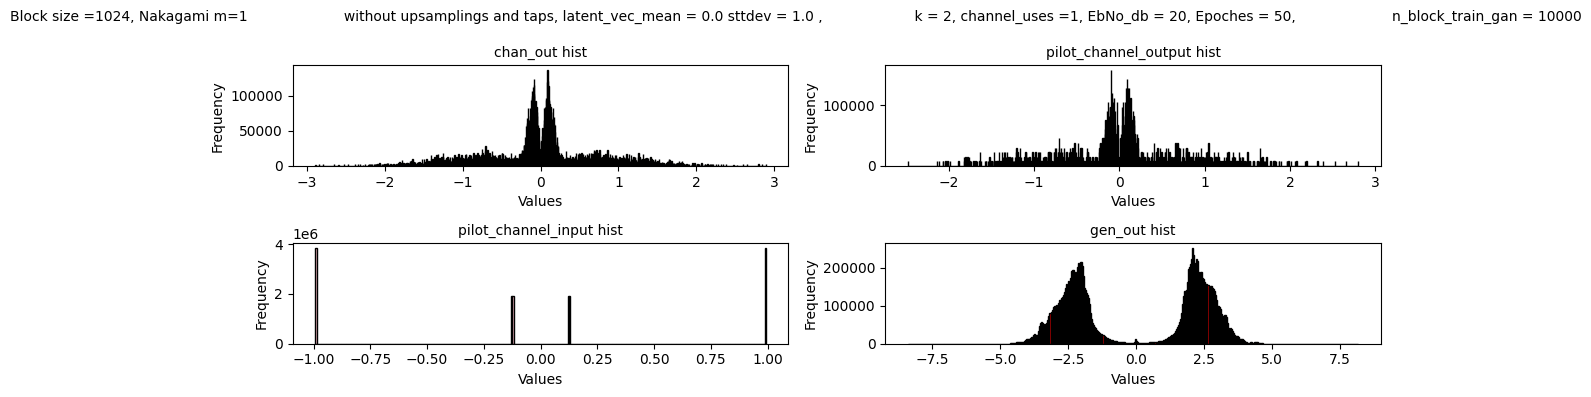 Block size =1024, Nakagami m=1 without upsamplings and taps, latent_vec_mean = 0.0 sttdev = 1.0 , k = 2, channel_uses =1, EbNo_db = 20, Epoches = 50, n_block_train_gan = 10000
chan_out hist
Frequency
100000
50000
0
−3 −2 −1 0 1 2 3
Values
pilot_channel_output hist
Frequency
100000
0
−2 −1 0 1 2 3
Values
pilot_channel_input hist
1e6
Frequency
4
2
0
−1.00 −0.75 −0.50 −0.25 0.00 0.25 0.50 0.75 1.00
Values
gen_out hist
Frequency
200000
100000
0
−7.5 −5.0 −2.5 0.0 2.5 5.0 7.5
Values